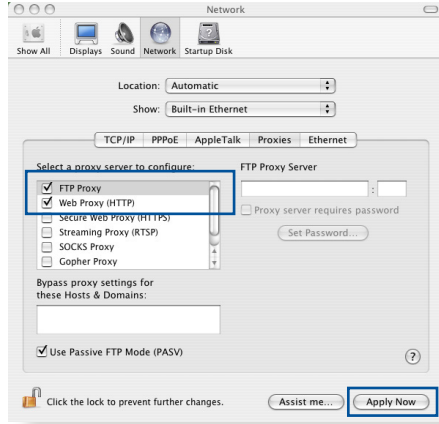 Network
Show All Displays Sound Network Startup Disk
Location: Automatic
Show: Built-in Ethernet
TCP/IP PPPoE AppleTalk Proxies Ethernet
Select a proxy server to configure: FTP Proxy Server
FTP Proxy :
Web Proxy (HTTP) Proxy server requires password
Secure Web Proxy (HTTPS)
Streaming Proxy (RTSP) Set Password...
SOCKS Proxy
Gopher Proxy
Bypass proxy settings for
these Hosts & Domains:
Use Passive FTP Mode (PASV) ?
Click the lock to prevent further changes. Assist me... Apply Now